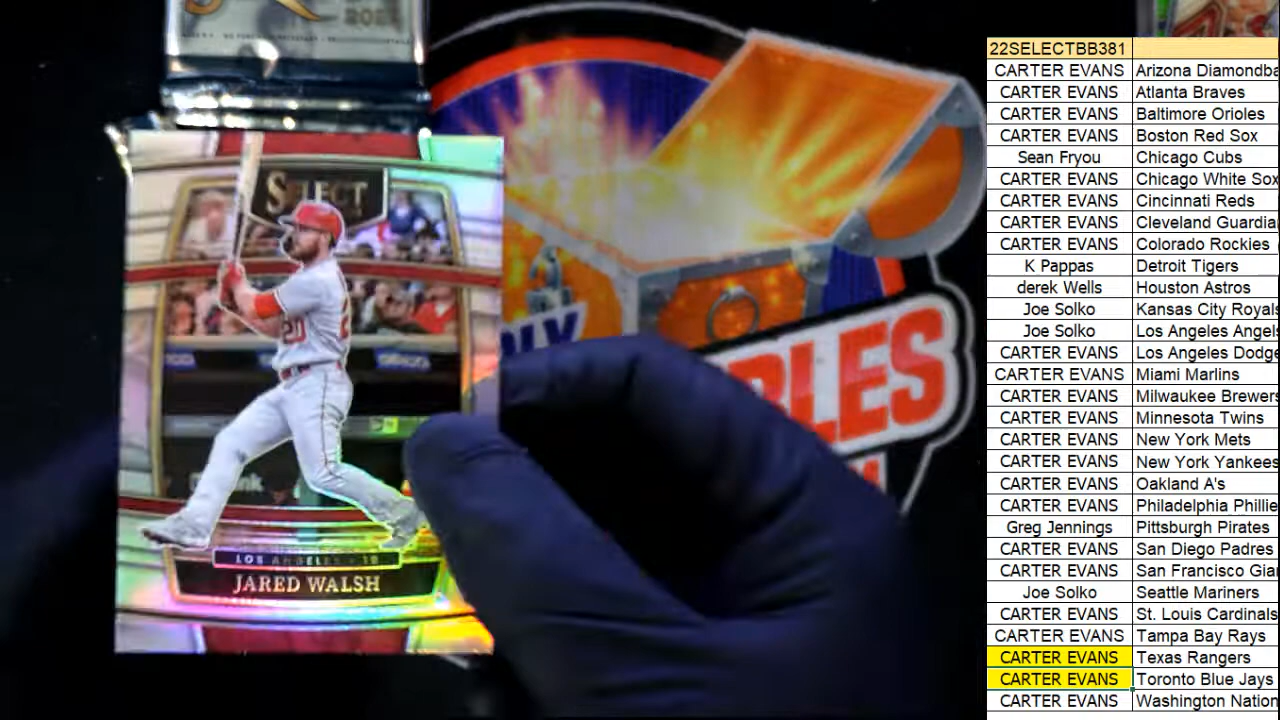 2022
SELECT
20
LOS ANGELES • 1B
JARED WALSH
22SELECTBB381
CARTER EVANS Arizona Diamondba
CARTER EVANS Atlanta Braves
CARTER EVANS Baltimore Orioles
CARTER EVANS Boston Red Sox
Sean Fryou Chicago Cubs
CARTER EVANS Chicago White Sox
CARTER EVANS Cincinnati Reds
CARTER EVANS Cleveland Guardia
CARTER EVANS Colorado Rockies
K Pappas Detroit Tigers
derek Wells Houston Astros
Joe Solko Kansas City Royals
Joe Solko Los Angeles Angel
CARTER EVANS Los Angeles Dodge
CARTER EVANS Miami Marlins
CARTER EVANS Milwaukee Brewers
CARTER EVANS Minnesota Twins
CARTER EVANS New York Mets
CARTER EVANS New York Yankees
CARTER EVANS Oakland A's
CARTER EVANS Philadelphia Phillie
Greg Jennings Pittsburgh Pirates
CARTER EVANS San Diego Padres
CARTER EVANS San Francisco Gian
Joe Solko Seattle Mariners
CARTER EVANS St. Louis Cardinals
CARTER EVANS Tampa Bay Rays
CARTER EVANS Texas Rangers
CARTER EVANS Toronto Blue Jays
CARTER EVANS Washington Nation